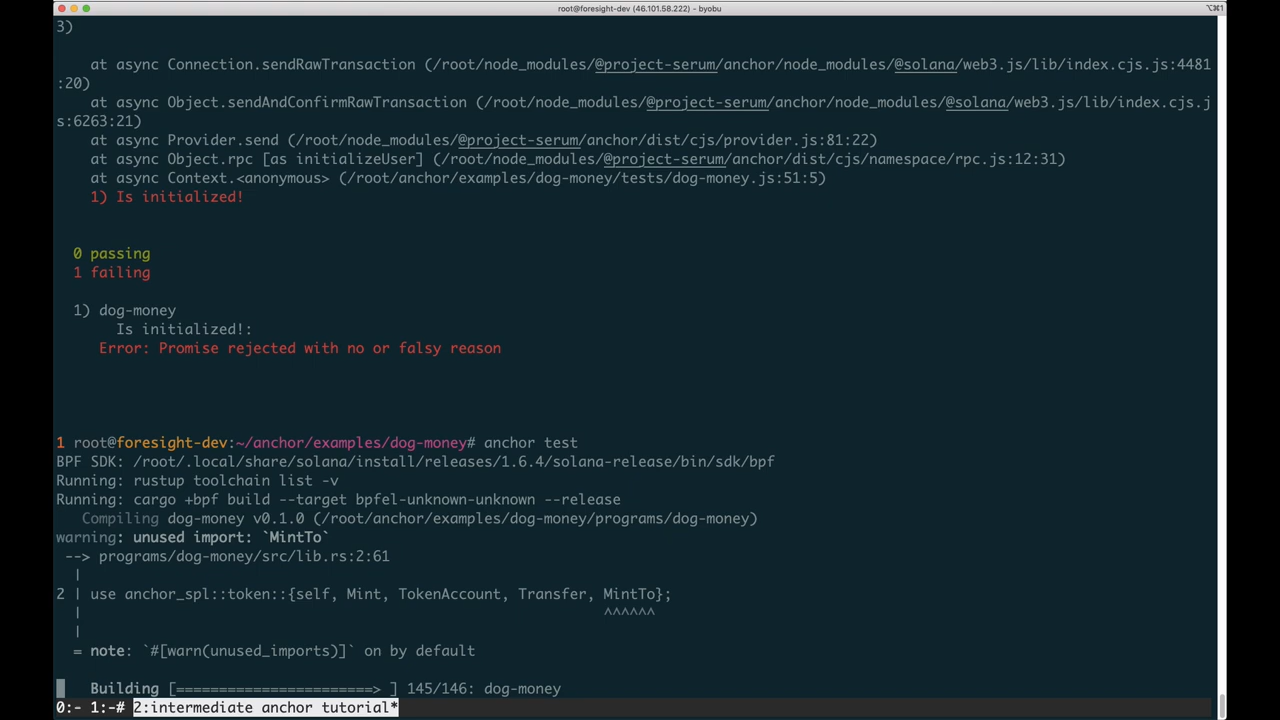 root@foresight-dev (46.101.58.222) – byobu
⌥⌘1
3)
at async Connection.sendRawTransaction (/root/node_modules/@project-serum/anchor/node_modules/@solana/web3.js/lib/index.cjs.js:4481
:20)
at async Object.sendAndConfirmRawTransaction (/root/node_modules/@project-serum/anchor/node_modules/@solana/web3.js/lib/index.cjs.j
s:6263:21)
at async Provider.send (/root/node_modules/@project-serum/anchor/dist/cjs/provider.js:81:22)
at async Object.rpc [as initializeUser] (/root/node_modules/@project-serum/anchor/dist/cjs/namespace/rpc.js:12:31)
at async Context.<anonymous> (/root/anchor/examples/dog-money/tests/dog-money.js:51:5)
1) Is initialized!
0 passing
1 failing
1) dog-money
Is initialized!:
Error: Promise rejected with no or falsy reason
1 root@foresight-dev:~/anchor/examples/dog-money# anchor test
BPF SDK: /root/.local/share/solana/install/releases/1.6.4/solana-release/bin/sdk/bpf
Running: rustup toolchain list -v
Running: cargo +bpf build --target bpfel-unknown-unknown --release
Compiling dog-money v0.1.0 (/root/anchor/examples/dog-money/programs/dog-money)
warning: unused import: `MintTo`
--> programs/dog-money/src/lib.rs:2:61
|
2 | use anchor_spl::token::{self, Mint, TokenAccount, Transfer, MintTo};
| ^^^^^^
|
= note: `#[warn(unused_imports)]` on by default
Building [=======================> ] 145/146: dog-money
0:- 1:-# 2:intermediate anchor tutorial*